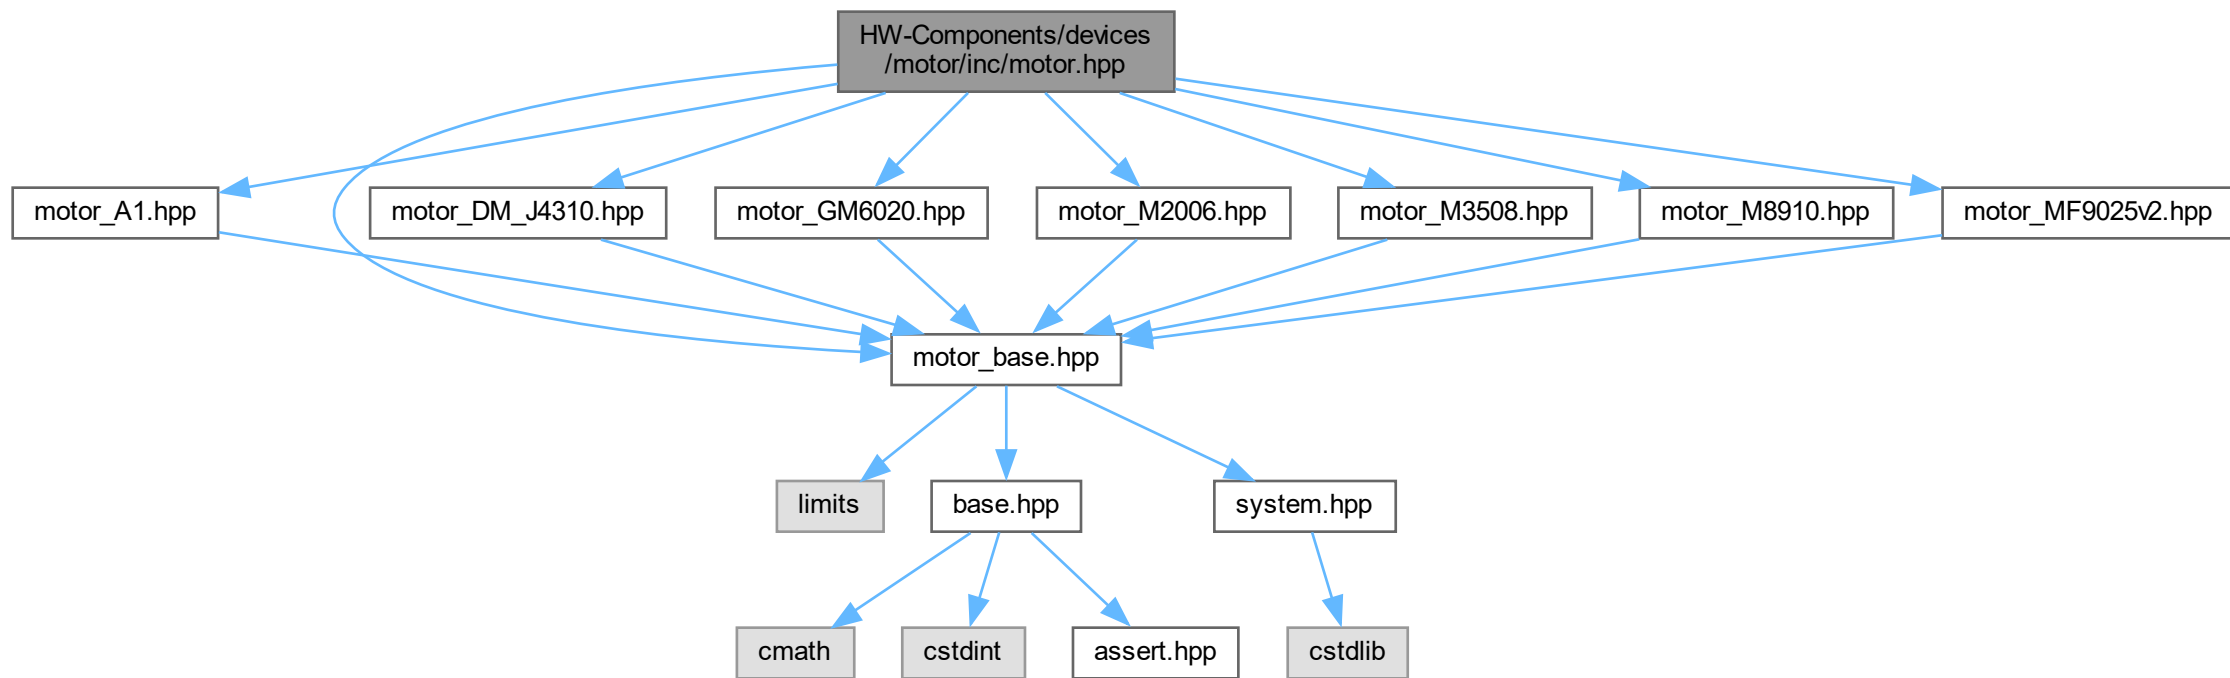 HW-Components/devices
/motor/inc/motor.hpp
motor_A1.hpp
motor_DM_J4310.hpp
motor_GM6020.hpp
motor_M2006.hpp
motor_M3508.hpp
motor_M8910.hpp
motor_MF9025v2.hpp
motor_base.hpp
limits
base.hpp
system.hpp
cmath
cstdint
assert.hpp
cstdlib